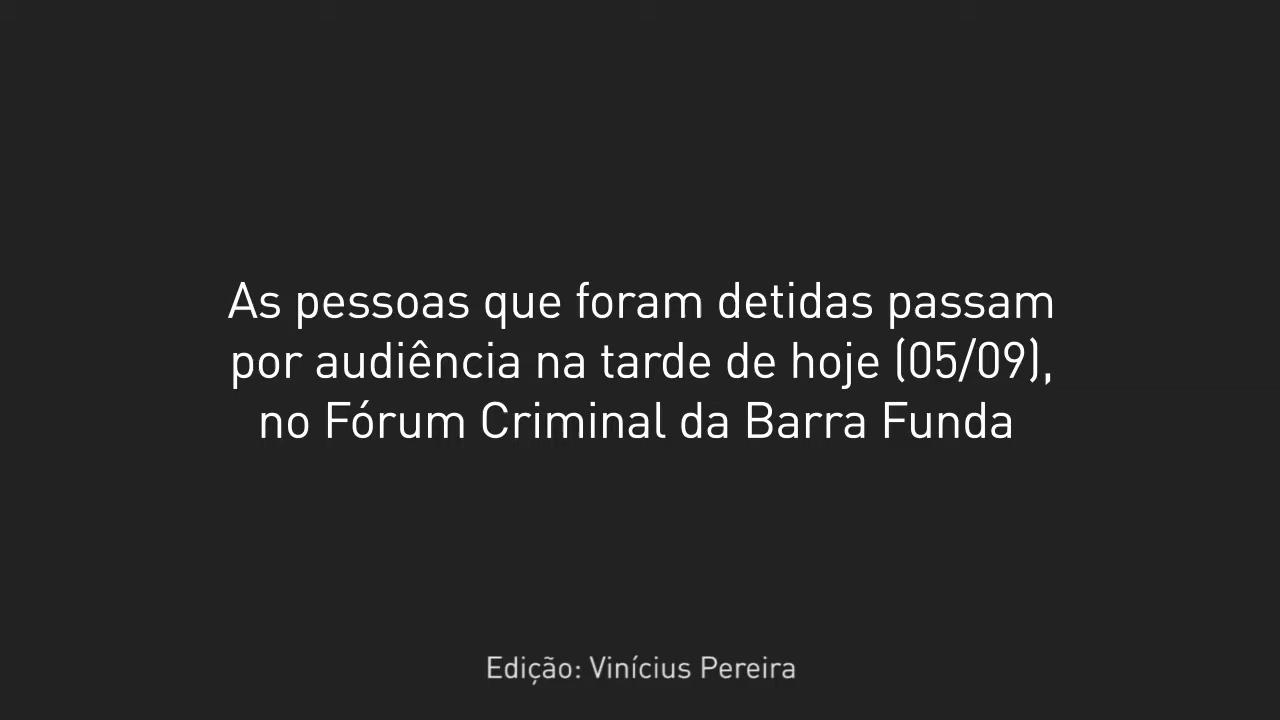 As pessoas que foram detidas passam
por audiência na tarde de hoje (05/09),
no Fórum Criminal da Barra Funda
Edição: Vinícius Pereira